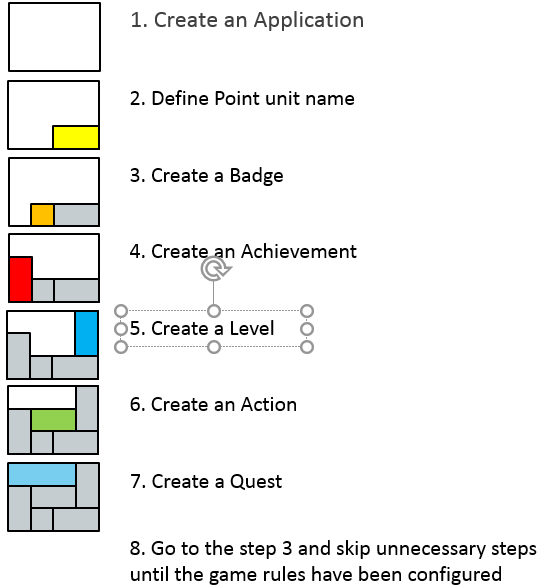 1. Create an Application
2. Define Point unit name
3. Create a Badge
4. Create an Achievement
5. Create a Level
6. Create an Action
7. Create a Quest
8. Go to the step 3 and skip unnecessary steps
until the game rules have been configured